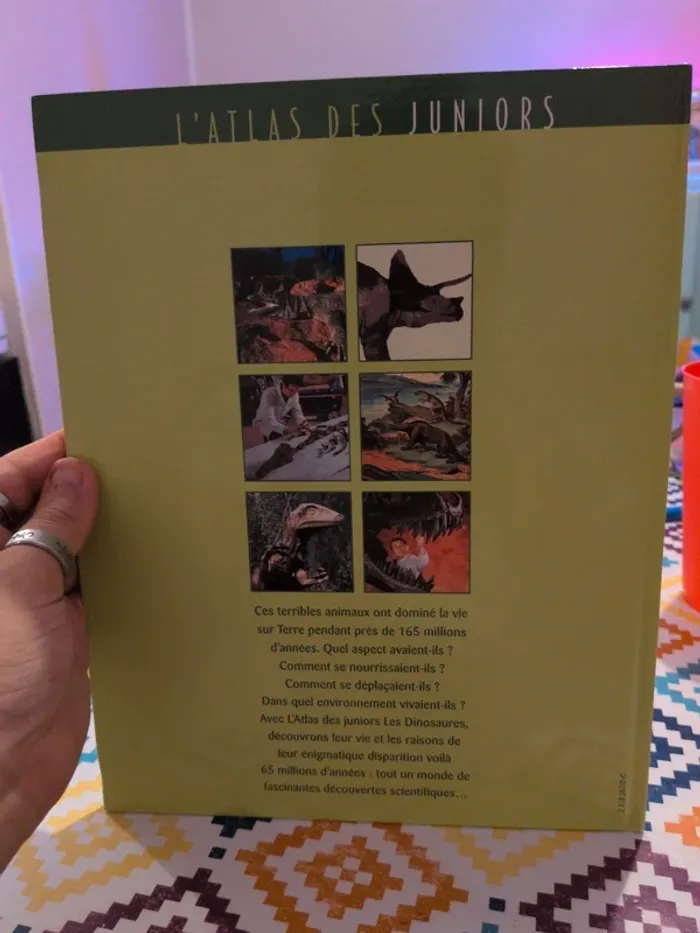 L'ATLAS DES JUNIORS
Ces terribles animaux ont dominé la vie
sur Terre pendant près de 165 millions
d'années. Quel aspect avaient-ils ?
Comment se nourrissaient-ils ?
Comment se déplaçaient-ils ?
Dans quel environnement vivaient-ils ?
Avec L'Atlas des juniors Les Dinosaures,
découvrons leur vie et les raisons de
leur enigmatique disparition voilà
65 millions d'années : tout un monde de
fascinantes découvertes scientifiques...